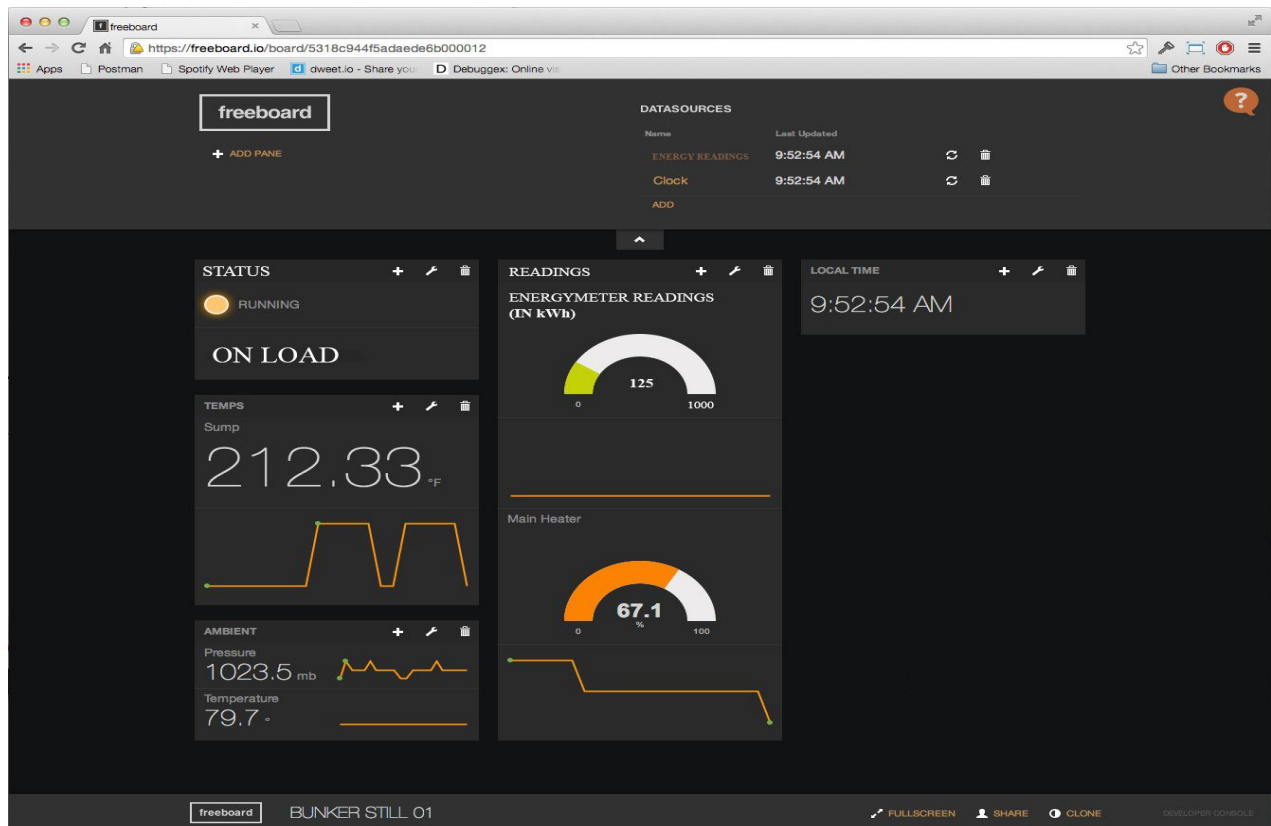 freeboard
https://freeboard.io/board/5318c944f5adaede6b000012
Apps Postman Spotify Web Player dweet.io - Share you Debuggex: Online vis Other Bookmarks
freeboard
ADD PANE
DATASOURCES
Name Last Updated
ENERGY READINGS 9:52:54 AM
Clock 9:52:54 AM
ADD
STATUS
RUNNING
ON LOAD
TEMPS
Sump
212.33 °F
AMBIENT
Pressure
1023.5 mb
Temperature
79.7 °
READINGS
ENERGYMETER READINGS
(IN kWh)
125
0 1000
Main Heater
67.1
%
0 100
LOCAL TIME
9:52:54 AM
freeboard BUNKER STILL 01 FULLSCREEN SHARE CLONE DEVELOPER CONSOLE